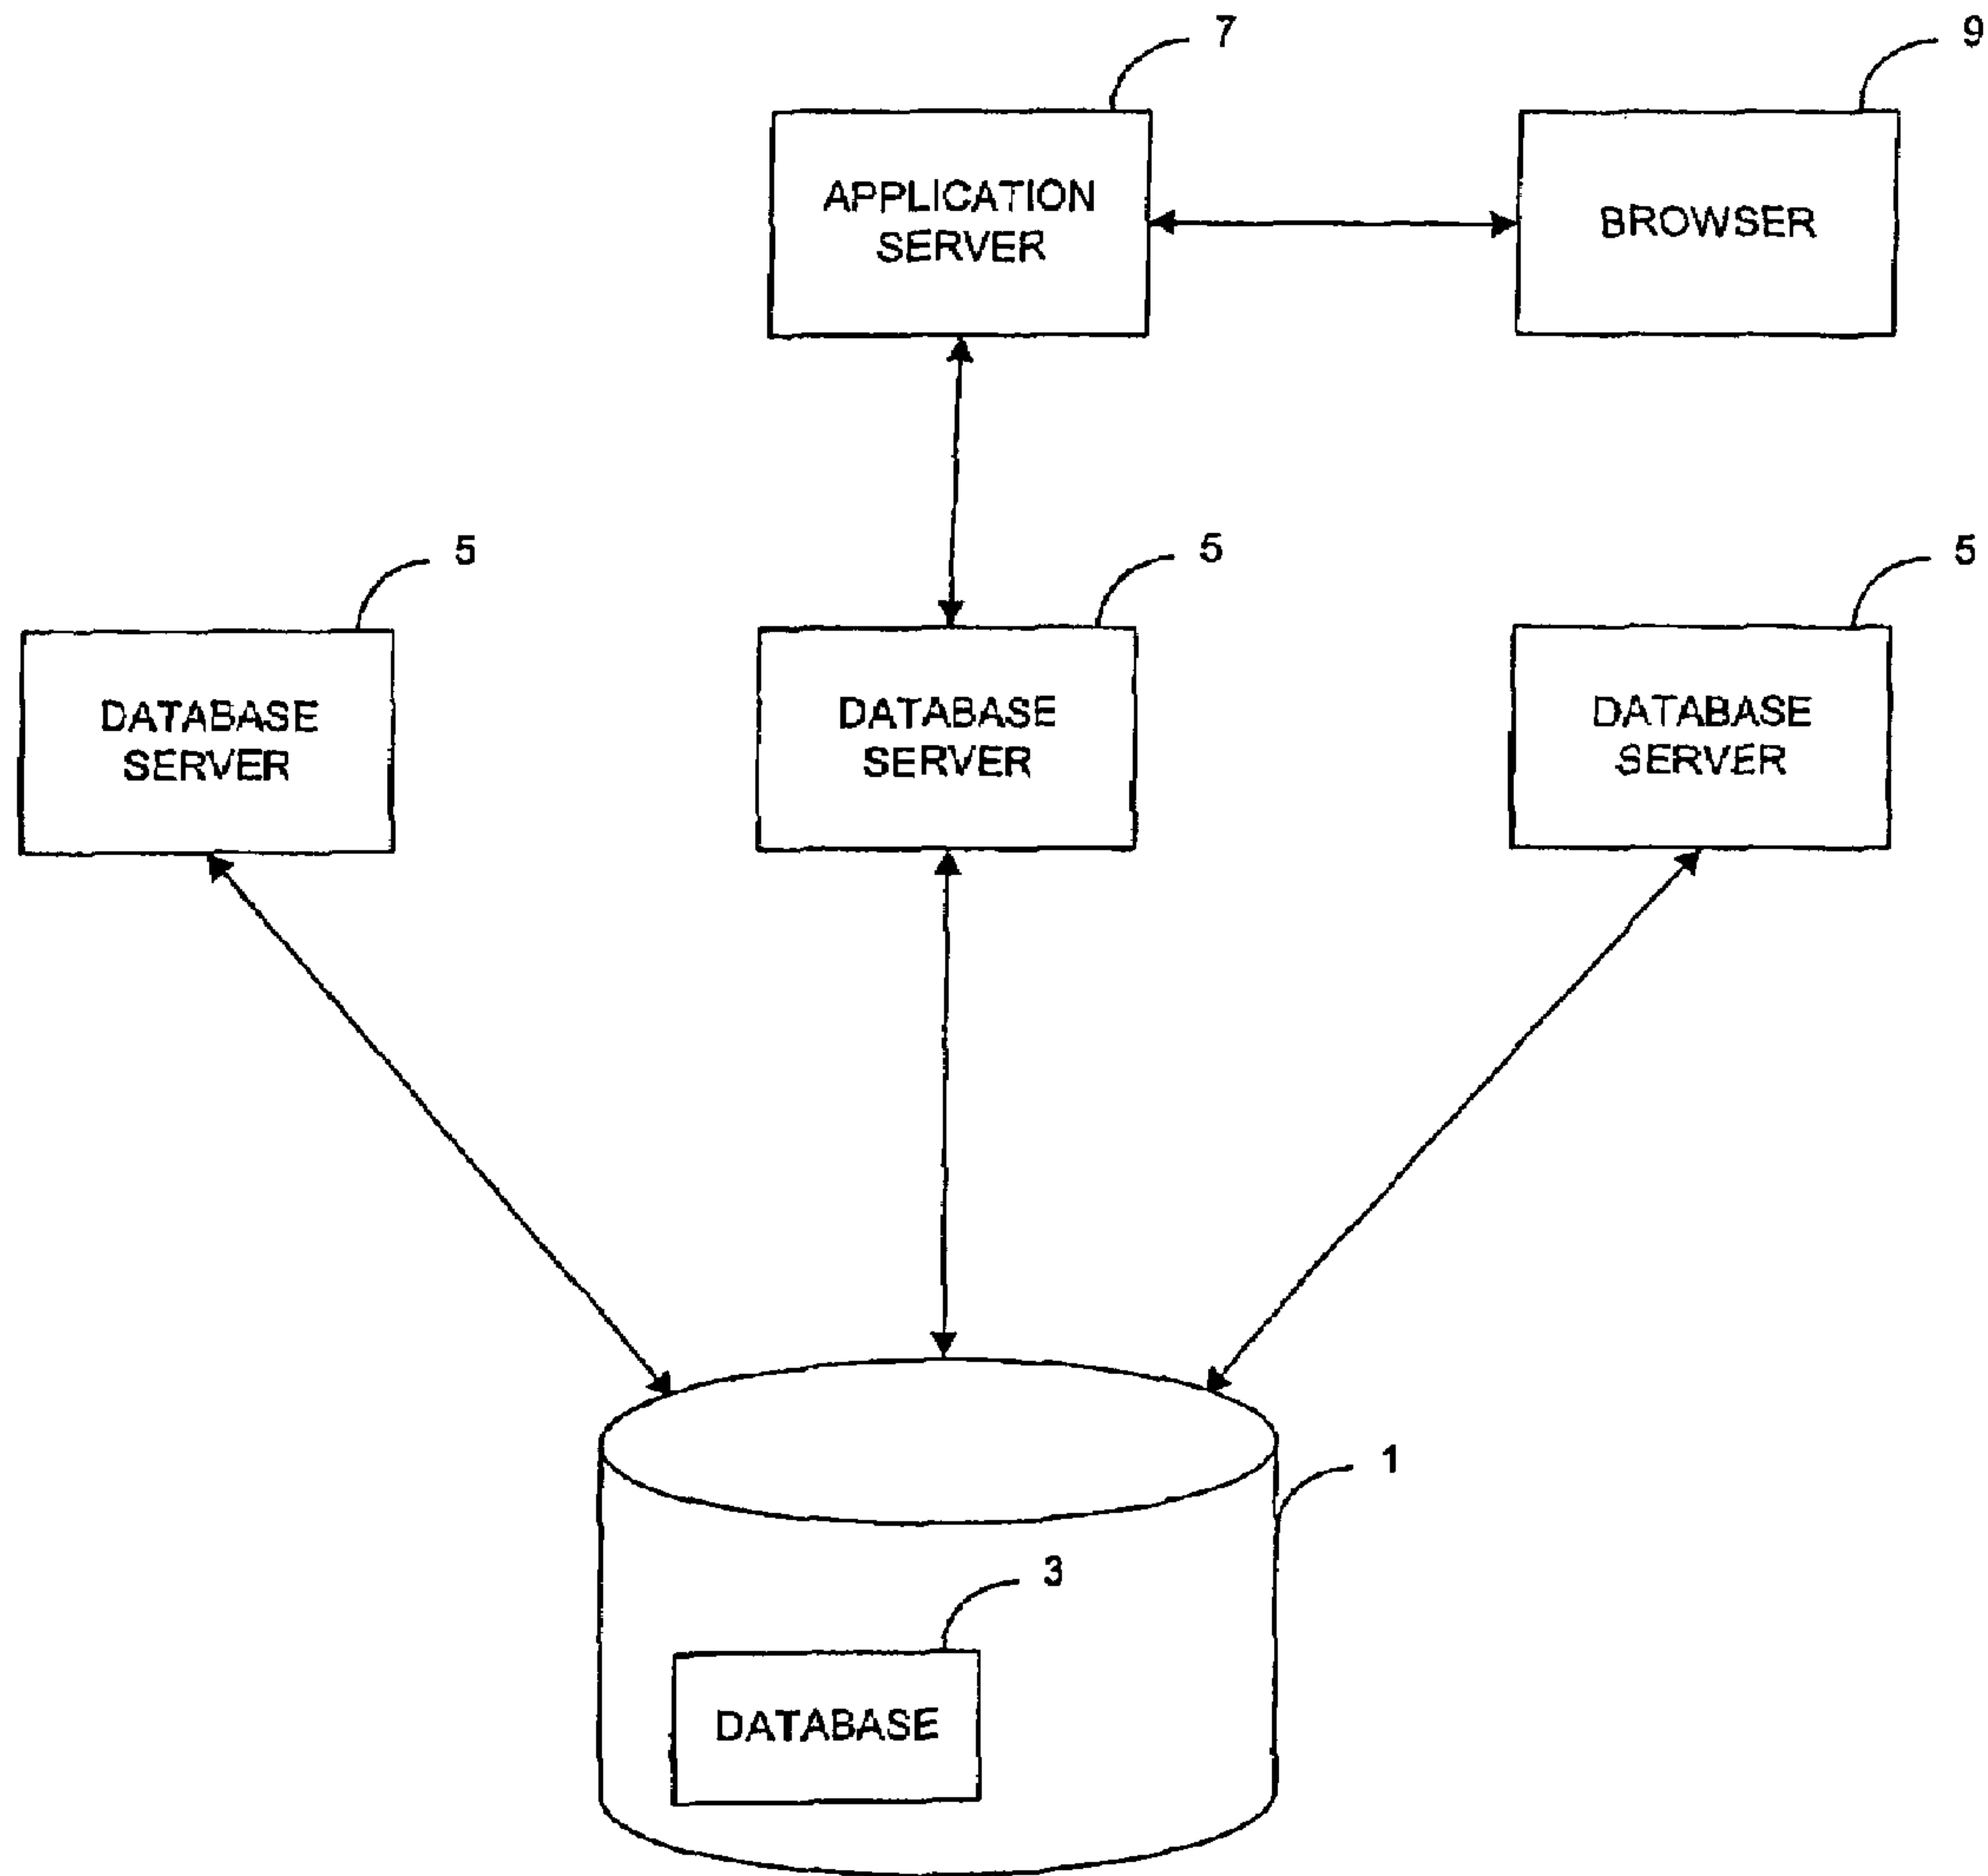 7
9
APPLICATION
SERVER
BROWSER
5
5
5
DATABASE
SERVER
DATABASE
SERVER
DATABASE
SERVER
1
3
DATABASE